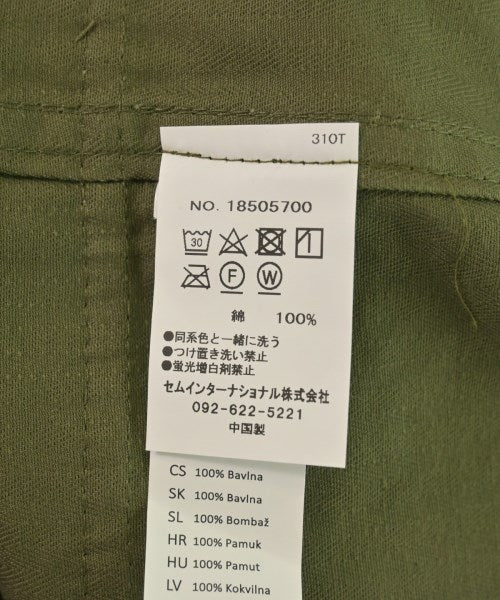 310T
NO. 18505700
30
F W
綿 100%
●同系色と一緒に洗う
●つけ置き洗い禁止
●蛍光増白剤禁止
セムインターナショナル株式会社
092-622-5221
中国製
CS 100% Bavlna
SK 100% Bavlna
SL 100% Bombaž
HR 100% Pamuk
HU 100% Pamut
LV 100% Kokvilna